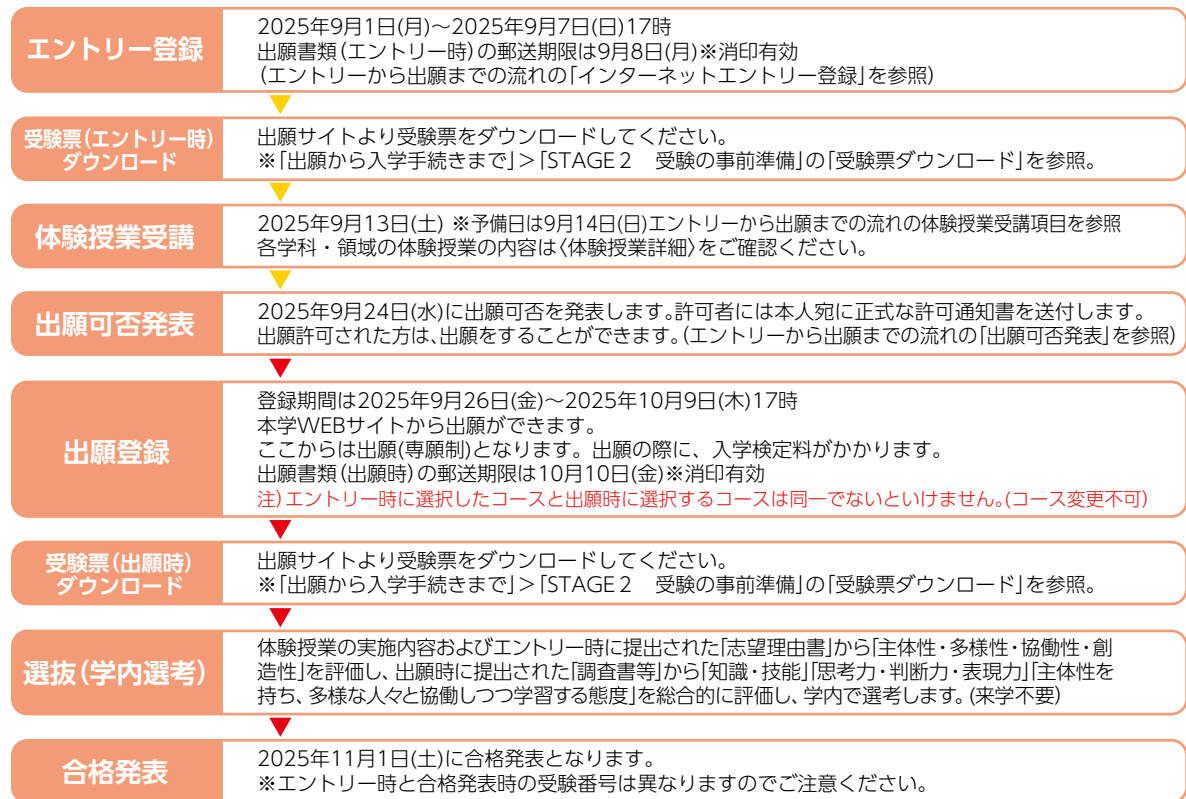 エントリー登録
2025年9月1日(月)～2025年9月7日(日)17時
出願書類(エントリー時)の郵送期限は9月8日(月)※消印有効
(エントリーから出願までの流れの「インターネットエントリー登録」を参照)
受験票(エントリー時)
ダウンロード
出願サイトより受験票をダウンロードしてください。
※「出願から入学手続きまで」＞「STAGE 2　受験の事前準備」の「受験票ダウンロード」を参照。
体験授業受講
2025年9月13日(土) ※予備日は9月14日(日)エントリーから出願までの流れの体験授業受講項目を参照
各学科・領域の体験授業の内容は〈体験授業詳細〉をご確認ください。
出願可否発表
2025年9月24日(水)に出願可否を発表します。許可者には本人宛に正式な許可通知書を送付します。
出願許可された方は、出願をすることができます。(エントリーから出願までの流れの「出願可否発表」を参照)
出願登録
登録期間は2025年9月26日(金)～2025年10月9日(木)17時
本学WEBサイトから出願ができます。
ここからは出願(専願制)となります。出願の際に、入学検定料がかかります。
出願書類(出願時)の郵送期限は10月10日(金)※消印有効
注)エントリー時に選択したコースと出願時に選択するコースは同一でないといけません。(コース変更不可)
受験票(出願時)
ダウンロード
出願サイトより受験票をダウンロードしてください。
※「出願から入学手続きまで」＞「STAGE 2　受験の事前準備」の「受験票ダウンロード」を参照。
選抜(学内選考)
体験授業の実施内容およびエントリー時に提出された「志望理由書」から「主体性・多様性・協働性・創
造性」を評価し、出願時に提出された「調査書等」から「知識・技能」「思考力・判断力・表現力」「主体性を
持ち、多様な人々と協働しつつ学習する態度」を総合的に評価し、学内で選考します。(来学不要)
合格発表
2025年11月1日(土)に合格発表となります。
※エントリー時と合格発表時の受験番号は異なりますのでご注意ください。